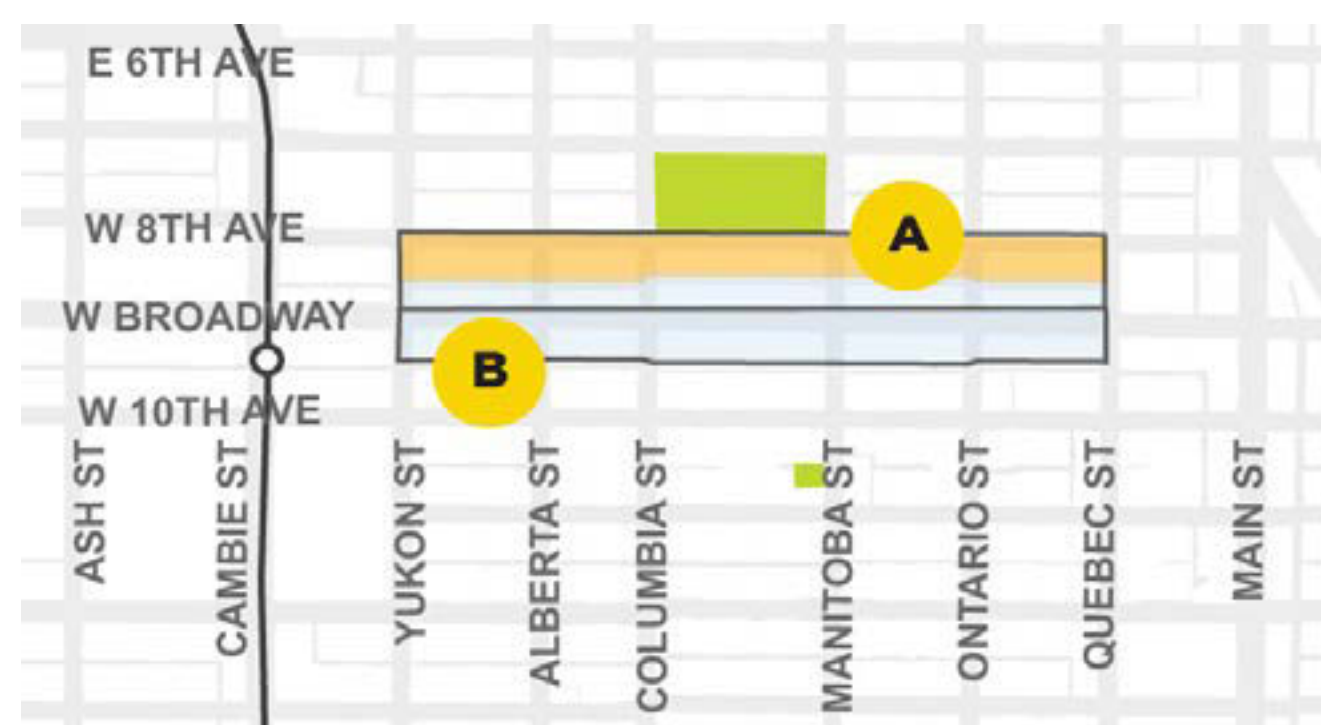 E 6TH AVE
W 8TH AVE
A
W BROADWAY
B
W 10TH AVE
ASH ST
CAMBIE ST
YUKON ST
ALBERTA ST
COLUMBIA ST
MANITOBA ST
ONTARIO ST
QUEBEC ST
MAIN ST